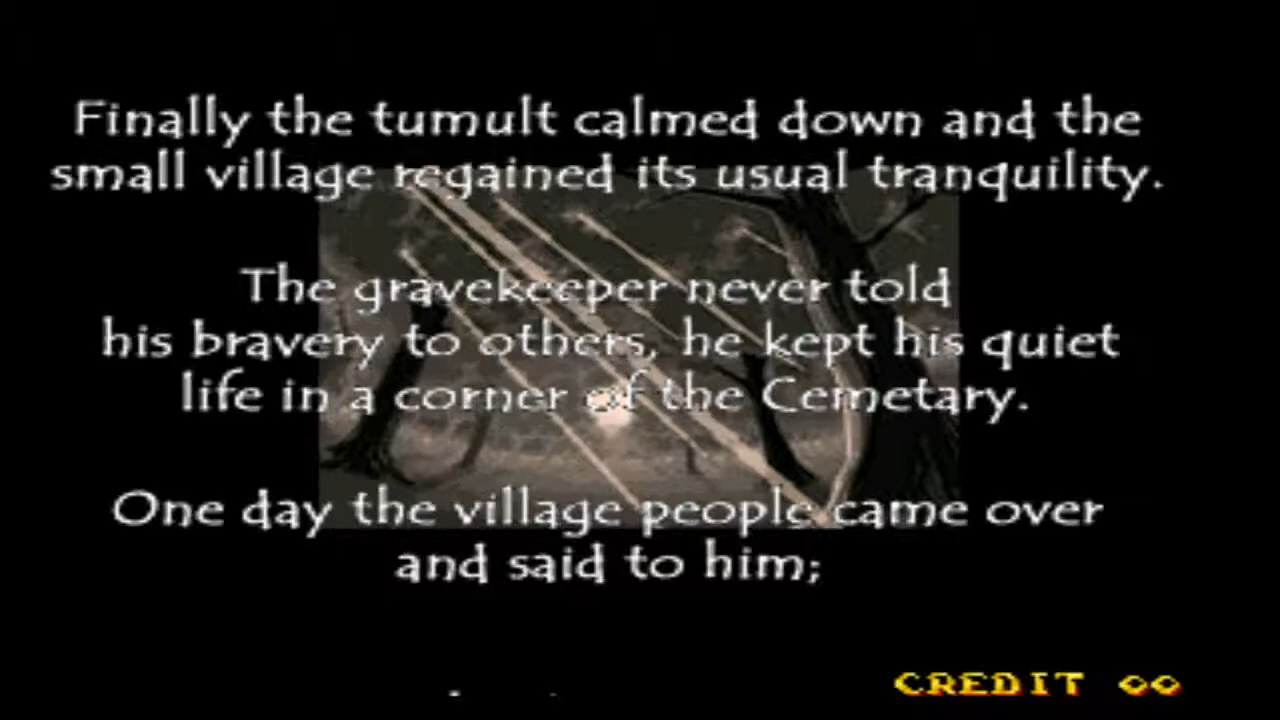 Finally the tumult calmed down and the
small village regained its usual tranquility.
The gravekeeper never told
his bravery to others, he kept his quiet
life in a corner of the Cemetary.
One day the village people came over
and said to him;
CREDIT 00